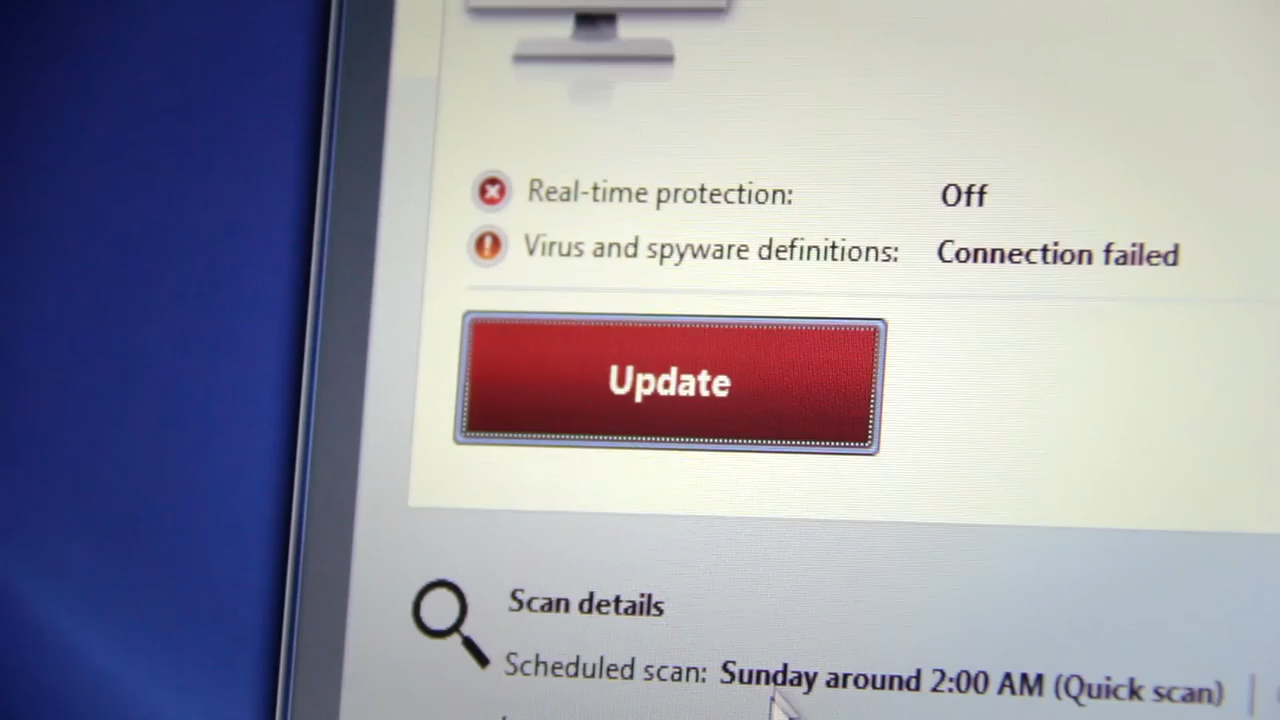 Real-time protection: Off
Virus and spyware definitions: Connection failed
Update
Scan details
Scheduled scan: Sunday around 2:00 AM (Quick scan)